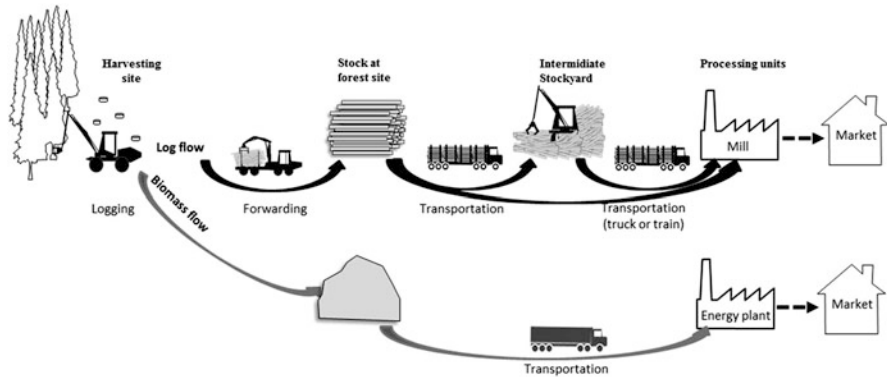 Harvesting
site
Stock at
forest site
Intermidiate
Stockyard
Processing units
Log flow
Mill
Market
Biomass flow
Logging
Forwarding
Transportation
Transportation
(truck or train)
Energy plant
Market
Transportation